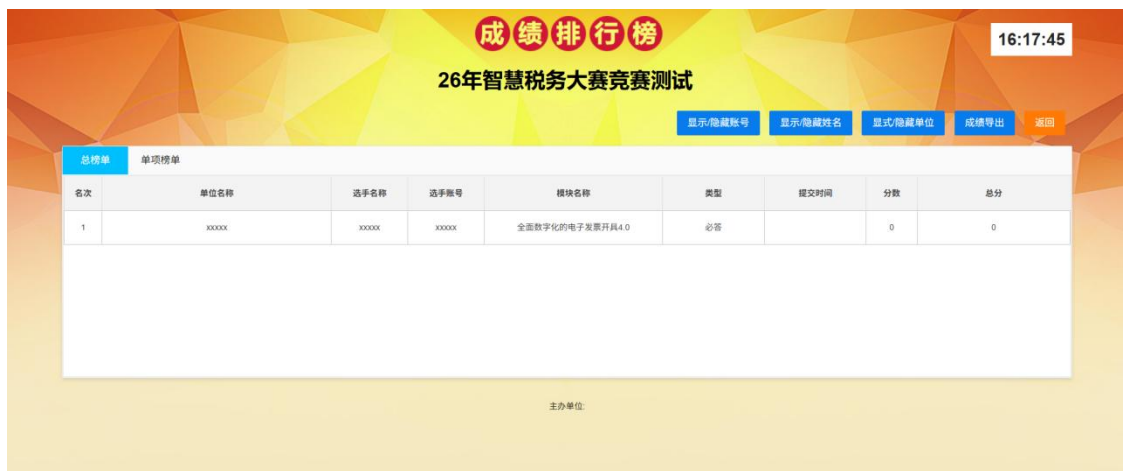 成绩排行榜
16:17:45
26年智慧税务大赛竞赛测试
显示/隐藏账号 显示/隐藏姓名 显式/隐藏单位 成绩导出 返回
总榜单 单项榜单
名次 单位名称 选手名称 选手账号 模块名称 类型 提交时间 分数 总分
1 xxxxx xxxxx xxxxx 全面数字化的电子发票开具4.0 必答 0 0
主办单位: